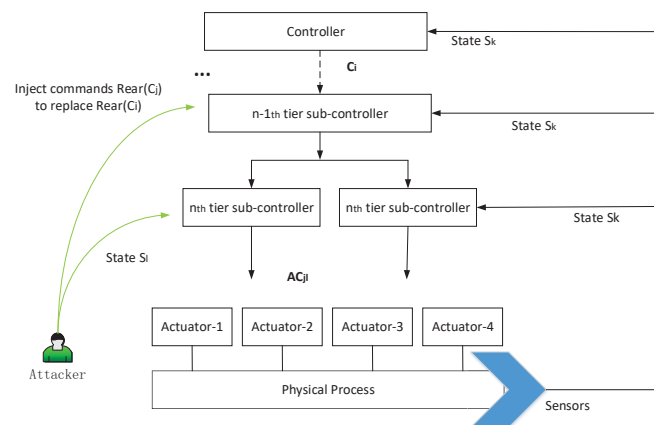 Controller
State Sk
...
Ci
Inject commands Rear(Cj)
to replace Rear(Ci)
n-1th tier sub-controller
State Sk
nth tier sub-controller
nth tier sub-controller
State Sk
State Sl
ACjl
Actuator-1
Actuator-2
Actuator-3
Actuator-4
Attacker
Physical Process
Sensors